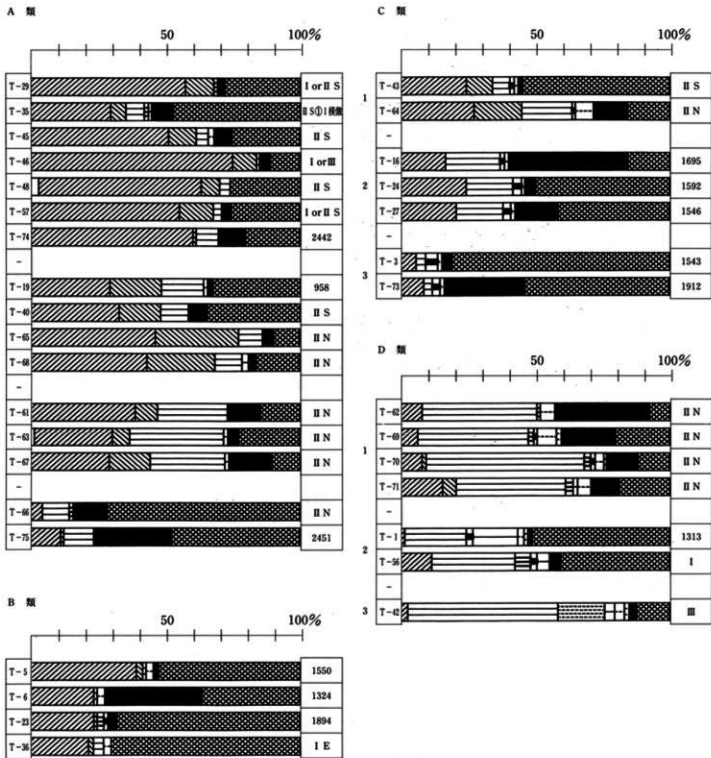 A 類
50 100%
T-29 I or II S
T-35 II S① I 模倣
T-45 II S
T-46 I or III
T-48 II S
T-57 I or II S
T-74 2442
-
T-19 958
T-40 II S
T-65 II N
T-68 II N
-
T-61 II N
T-63 II N
T-67 II N
-
T-66 II N
T-75 2451
B 類
50 100%
T-5 1550
T-6 1324
T-23 1894
T-36 I E
C 類
50 100%
1
T-43 II S
T-64 II N
-
2
T-16 1695
T-24 1592
T-27 1546
-
3
T-3 1543
T-73 1912
D 類
50 100%
1
T-62 II N
T-69 II N
T-70 II N
T-71 II N
-
2
T-1 1313
T-56 I
-
3
T-42 III